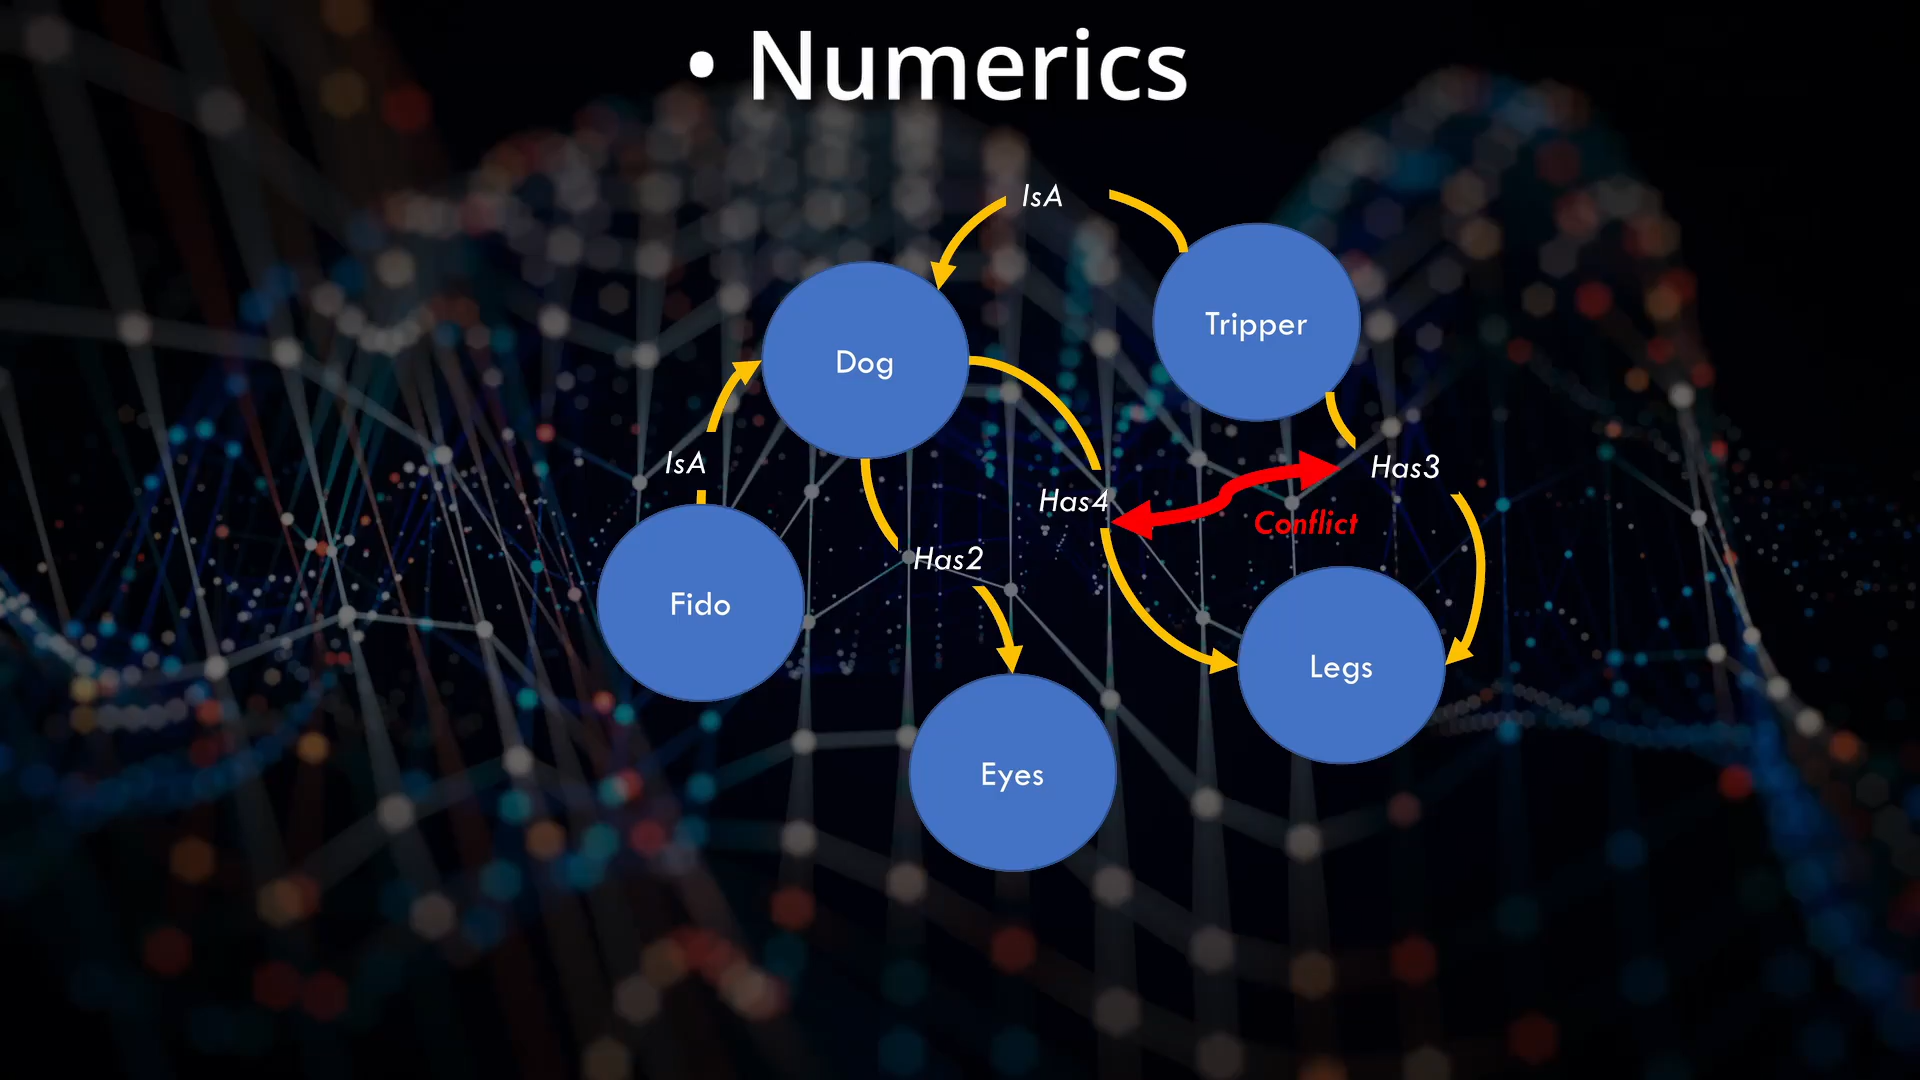 • Numerics
IsA
Tripper
Dog
IsA
Has3
Has4
Conflict
Has2
Fido
Legs
Eyes